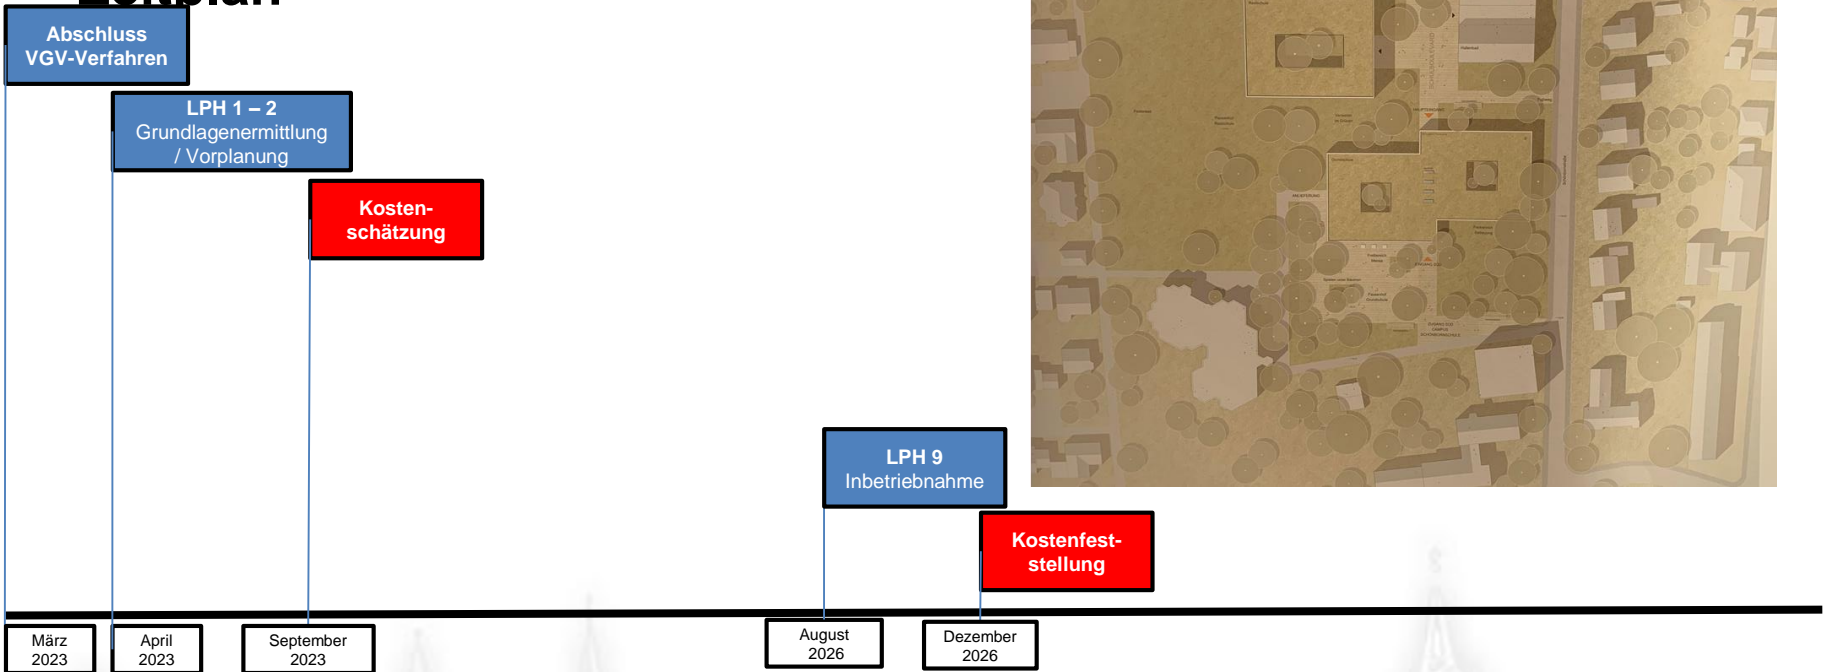 Zeitplan
Abschluss
VGV-Verfahren
LPH 1 – 2
Grundlagenermittlung
/ Vorplanung
Kosten-
schätzung
LPH 9
Inbetriebnahme
Kostenfest-
stellung
März
2023
April
2023
September
2023
August
2026
Dezember
2026